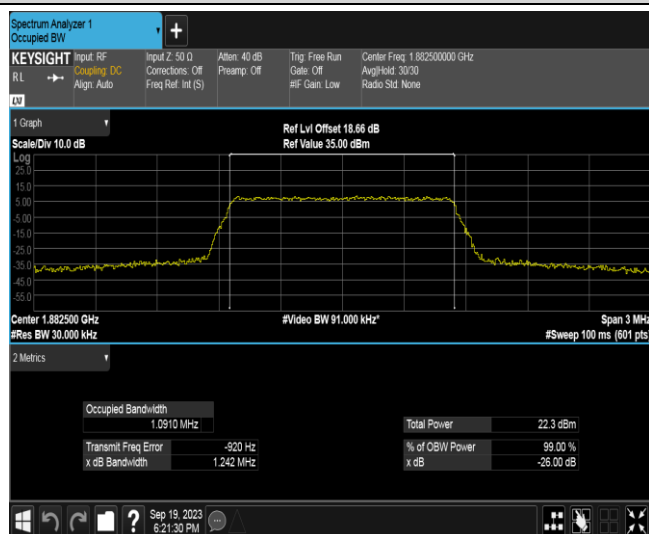 Spectrum Analyzer 1
Occupied BW
+
KEYSIGHT Input: RF Input Z: 50 Ω Atten: 40 dB Trig: Free Run Center Freq: 1.882500000 GHz
RL Coupling: DC Corrections: Off Preamp: Off Gate: Off Avg|Hold: 30/30
Align: Auto Freq Ref: Int (S) #IF Gain: Low Radio Std: None
LXI
1 Graph Ref Lvl Offset 18.66 dB
Scale/Div 10.0 dB Ref Value 35.00 dBm
Log
25.0
15.0
5.00
-5.00
-15.0
-25.0
-35.0
-45.0
-55.0
Center 1.882500 GHz #Video BW 91.000 kHz* Span 3 MHz
#Res BW 30.000 kHz #Sweep 100 ms (601 pts)
2 Metrics
Occupied Bandwidth
1.0910 MHz Total Power 22.3 dBm
Transmit Freq Error -920 Hz % of OBW Power 99.00 %
x dB Bandwidth 1.242 MHz x dB -26.00 dB
? Sep 19, 2023
6:21:30 PM